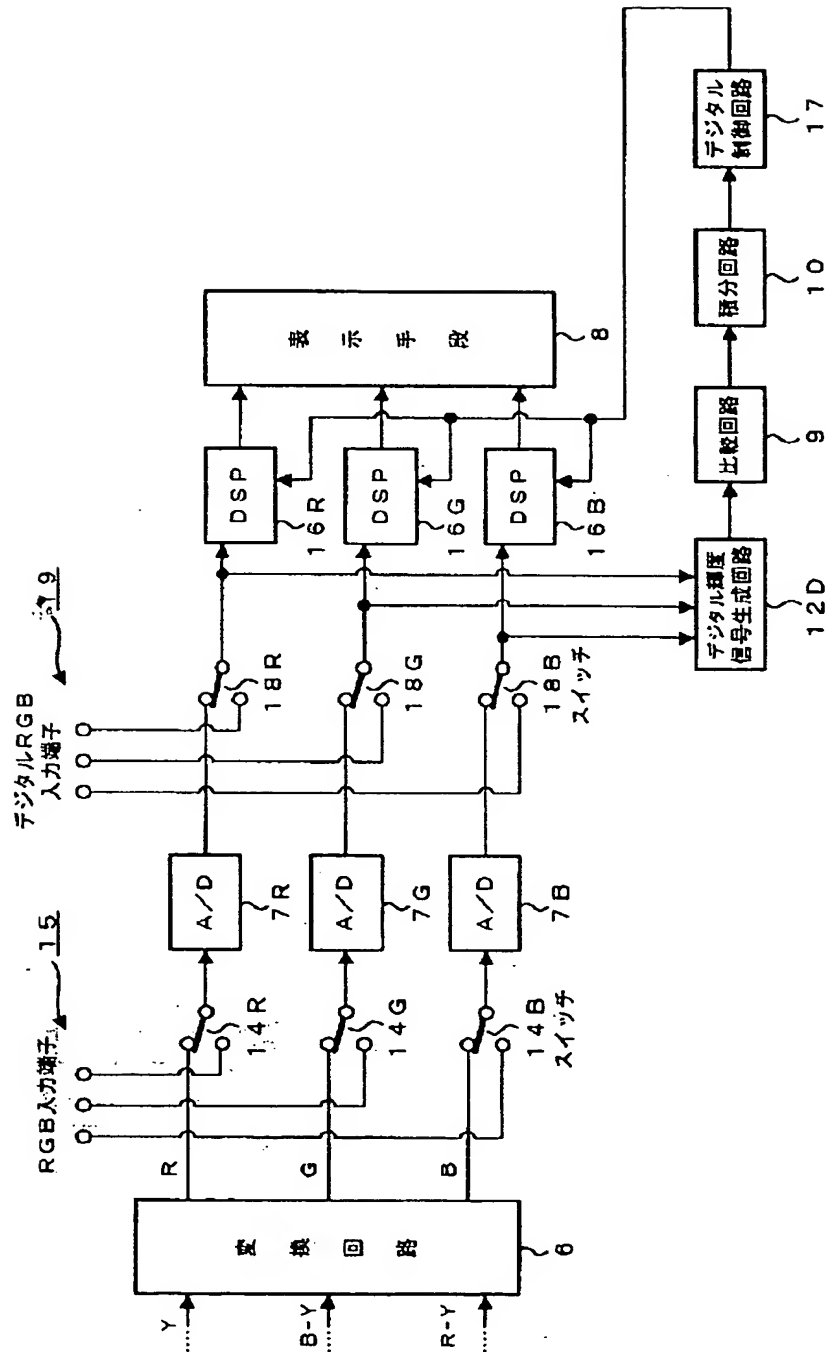 Y
B-Y
R-Y
変換回路
6
R
G
B
RGB入力端子
15
14R
14G
14B
スイッチ
A/D
7R
A/D
7G
A/D
7B
デジタルRGB
入力端子
19
18R
18G
18B
スイッチ
DSP
16R
DSP
16G
DSP
16B
表示手段
8
デジタル輝度
信号生成回路
12D
比較回路
9
積分回路
10
デジタル
制御回路
17